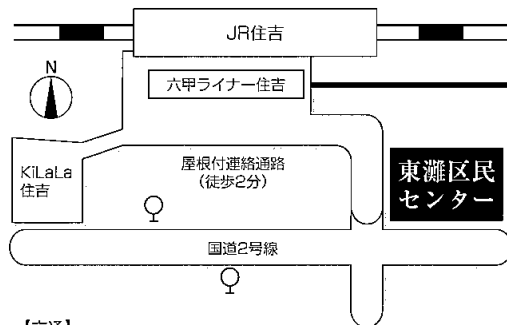 JR住吉
N
六甲ライナー住吉
KiLaLa
住吉
屋根付連絡通路
(徒歩2分)
東灘区民
センター
国道2号線
【交通】